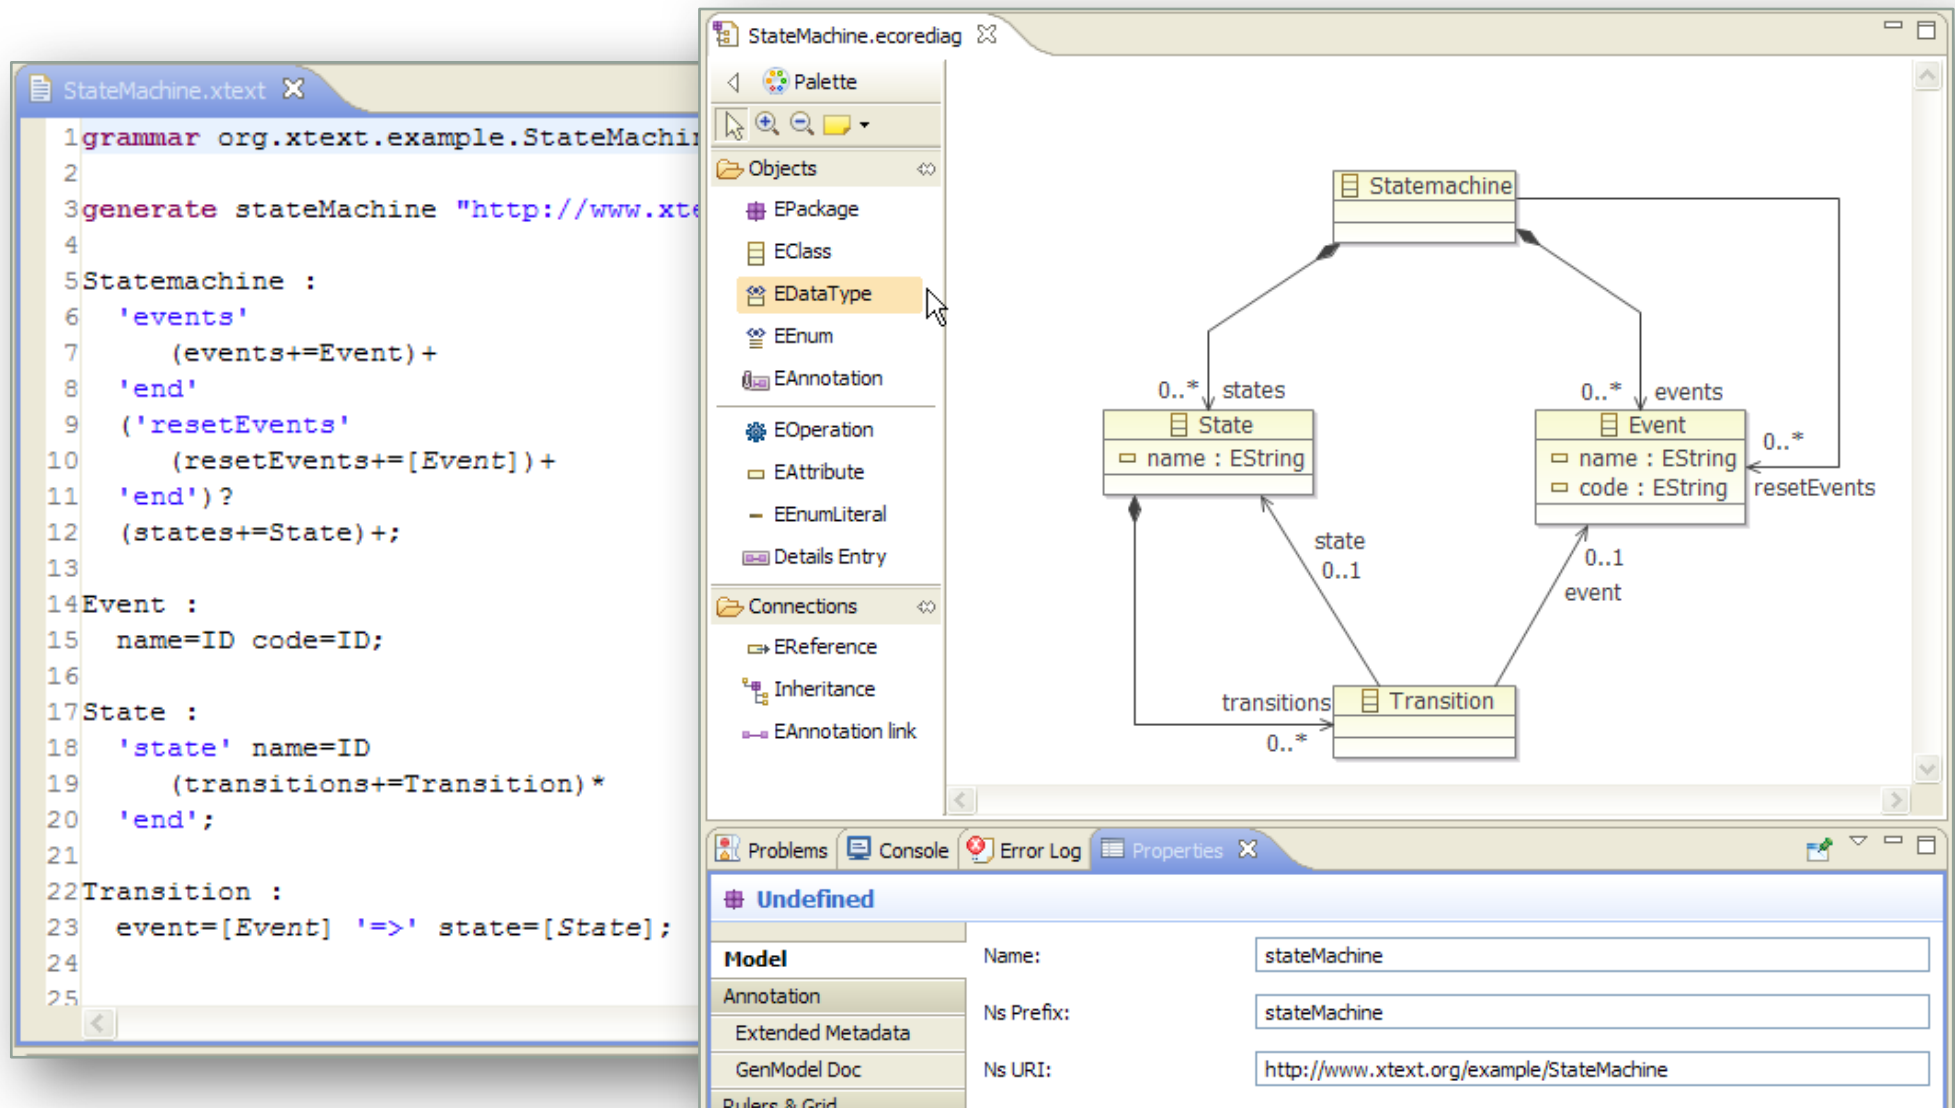 StateMachine.xtext
1 grammar org.xtext.example.StateMachin
2
3 generate stateMachine "http://www.xte
4
5 Statemachine :
6 'events'
7 (events+=Event)+
8 'end'
9 ('resetEvents'
10 (resetEvents+=[Event])+
11 'end')?
12 (states+=State)+;
13
14 Event :
15 name=ID code=ID;
16
17 State :
18 'state' name=ID
19 (transitions+=Transition)*
20 'end';
21
22 Transition :
23 event=[Event] '=>' state=[State];
24
25
StateMachine.ecorediag
Palette
Objects
EPackage
EClass
EDataType
EEnum
EAnnotation
EOperation
EAttribute
EEnumLiteral
Details Entry
Connections
EReference
Inheritance
EAnnotation link
Statemachine
0..* states
0..* events
State
name : EString
Event
name : EString
code : EString
0..*
resetEvents
state
0..1
0..1
event
transitions
0..*
Transition
Problems Console Error Log Properties
Undefined
Model
Annotation
Extended Metadata
GenModel Doc
Rulers & Grid
Name: stateMachine
Ns Prefix: stateMachine
Ns URI: http://www.xtext.org/example/StateMachine